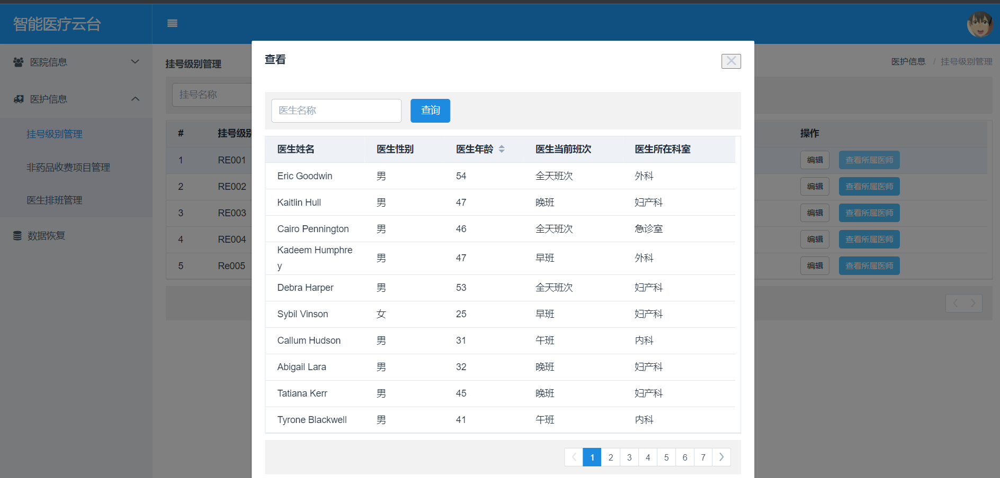 智能医疗云台
医院信息
医护信息
挂号级别管理
非药品收费项目管理
医生排班管理
数据恢复
挂号级别管理
医护信息 / 挂号级别管理
挂号名称
# 挂号级别 操作
1 RE001 编辑 查看所属医师
2 RE002 编辑 查看所属医师
3 RE003 编辑 查看所属医师
4 RE004 编辑 查看所属医师
5 Re005 编辑 查看所属医师
查看
医生名称 查询
医生姓名 医生性别 医生年龄 医生当前班次 医生所在科室
Eric Goodwin 男 54 全天班次 外科
Kaitlin Hull 男 47 晚班 妇产科
Cairo Pennington 男 46 全天班次 急诊室
Kadeem Humphre
y 男 47 早班 外科
Debra Harper 男 53 全天班次 妇产科
Sybil Vinson 女 25 早班 妇产科
Callum Hudson 男 31 午班 内科
Abigail Lara 男 32 晚班 妇产科
Tatiana Kerr 男 45 晚班 妇产科
Tyrone Blackwell 男 41 午班 内科
1 2 3 4 5 6 7